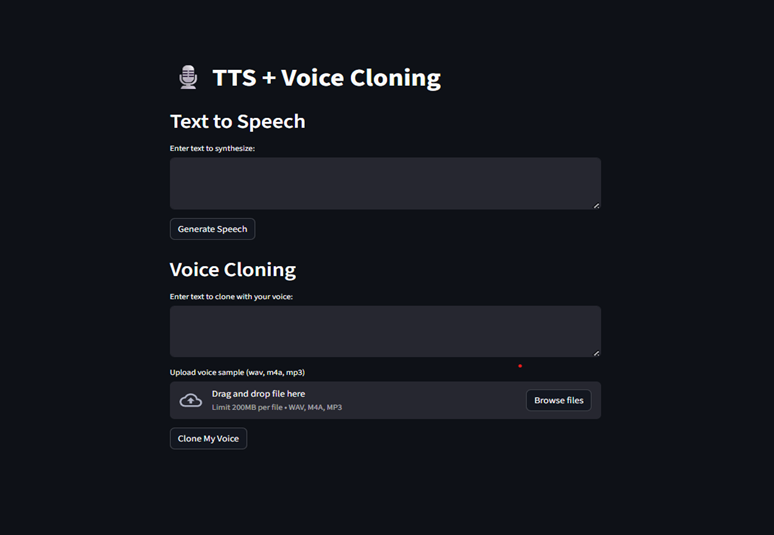 TTS + Voice Cloning
Text to Speech
Enter text to synthesize:
Generate Speech
Voice Cloning
Enter text to clone with your voice:
Upload voice sample (wav, m4a, mp3)
Drag and drop file here
Limit 200MB per file • WAV, M4A, MP3
Browse files
Clone My Voice